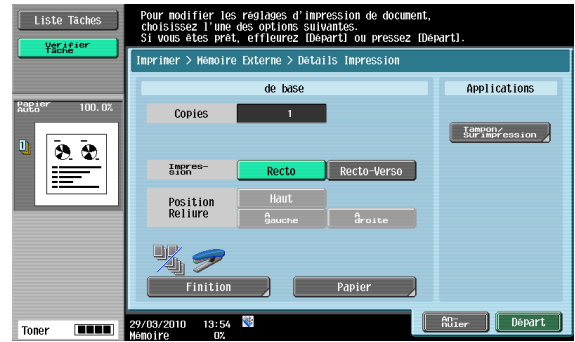 Liste Tâches
Vérifier
Tâche
Papier
Auto
100.0%
Toner
Pour modifier les réglages d'impression de document,
choisissez l'une des options suivantes.
Si vous êtes prêt, effleurez [Départ] ou pressez [Départ].
Imprimer > Mémoire Externe > Détails Impression
de base
Applications
Copies
1
Tampon/
Surimpression
Impres-
sion
Recto
Recto-Verso
Position
Reliure
Haut
A
gauche
A
droite
Finition
Papier
29/03/2010 13:54
Mémoire 0%
An-
nuler
Départ